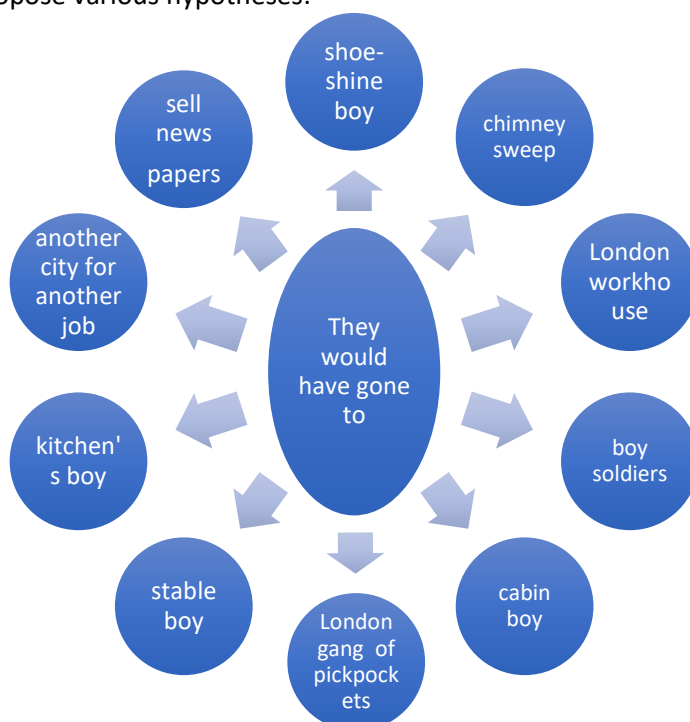 opose various hypotheses?
shoe-
shine
boy
chimney
sweep
London
workho
use
boy
soldiers
cabin
boy
London
gang of
pickpock
ets
stable
boy
kitchen'
s boy
another
city for
another
job
sell
news
papers
They
would
have gone
to